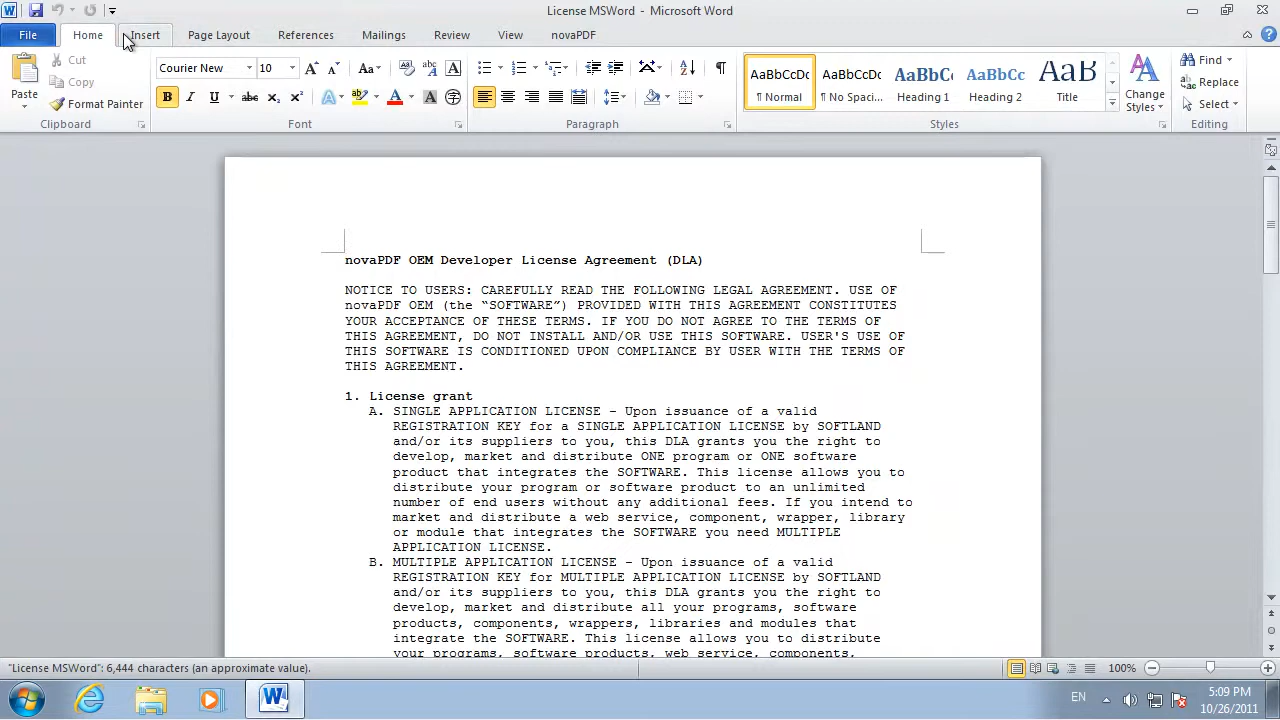 License MSWord - Microsoft Word
File Home Insert Page Layout References Mailings Review View novaPDF
Paste
Cut
Copy
Format Painter
Clipboard
Courier New 10
Font
Paragraph
AaBbCcDc AaBbCcDc AaBbCc AaBbCc AaB
¶ Normal ¶ No Spaci... Heading 1 Heading 2 Title
Change Styles
Styles
Find
Replace
Select
Editing
novaPDF OEM Developer License Agreement (DLA)
NOTICE TO USERS: CAREFULLY READ THE FOLLOWING LEGAL AGREEMENT. USE OF
novaPDF OEM (the “SOFTWARE”) PROVIDED WITH THIS AGREEMENT CONSTITUTES
YOUR ACCEPTANCE OF THESE TERMS. IF YOU DO NOT AGREE TO THE TERMS OF
THIS AGREEMENT, DO NOT INSTALL AND/OR USE THIS SOFTWARE. USER'S USE OF
THIS SOFTWARE IS CONDITIONED UPON COMPLIANCE BY USER WITH THE TERMS OF
THIS AGREEMENT.
1. License grant
A. SINGLE APPLICATION LICENSE – Upon issuance of a valid
REGISTRATION KEY for a SINGLE APPLICATION LICENSE by SOFTLAND
and/or its suppliers to you, this DLA grants you the right to
develop, market and distribute ONE program or ONE software
product that integrates the SOFTWARE. This license allows you to
distribute your program or software product to an unlimited
number of end users without any additional fees. If you intend to
market and distribute a web service, component, wrapper, library
or module that integrates the SOFTWARE you need MULTIPLE
APPLICATION LICENSE.
B. MULTIPLE APPLICATION LICENSE – Upon issuance of a valid
REGISTRATION KEY for MULTIPLE APPLICATION LICENSE by SOFTLAND
and/or its suppliers to you, this DLA grants you the right to
develop, market and distribute all your programs, software
products, components, wrappers, libraries and modules that
integrate the SOFTWARE. This license allows you to distribute
your programs, software products, web service, components,
"License MSWord": 6,444 characters (an approximate value).
100%
EN
5:09 PM
10/26/2011